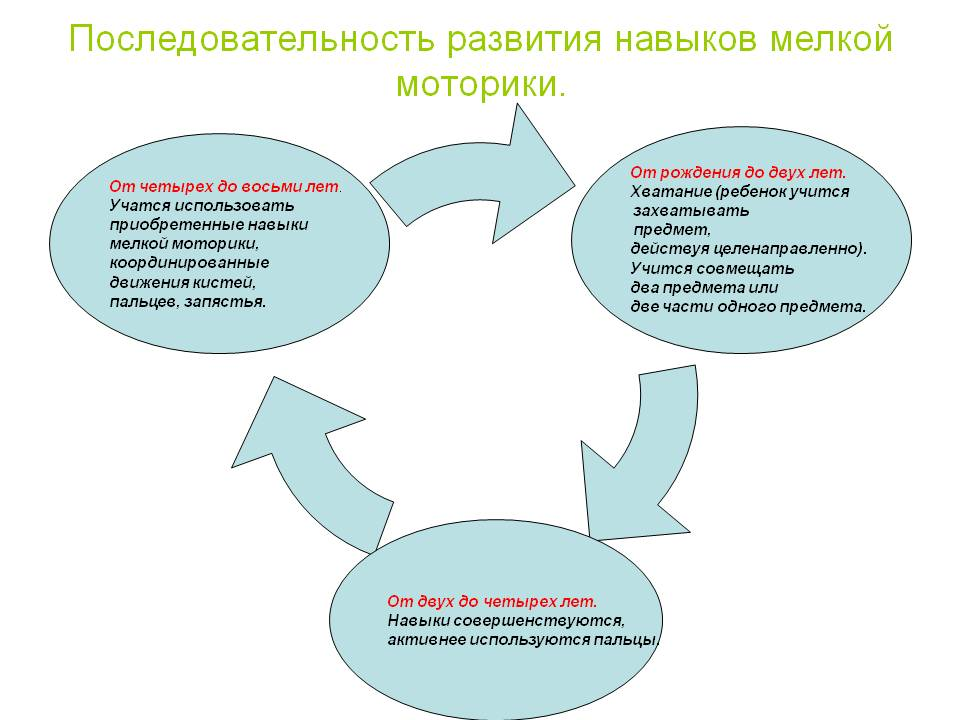 Последовательность развития навыков мелкой
моторики.
От четырех до восьми лет.
Учатся использовать
приобретенные навыки
мелкой моторики,
координированные
движения кистей,
пальцев, запястья.
От рождения до двух лет.
Хватание (ребенок учится
захватывать
предмет,
действуя целенаправленно).
Учится совмещать
два предмета или
две части одного предмета.
От двух до четырех лет.
Навыки совершенствуются,
активнее используются пальцы.